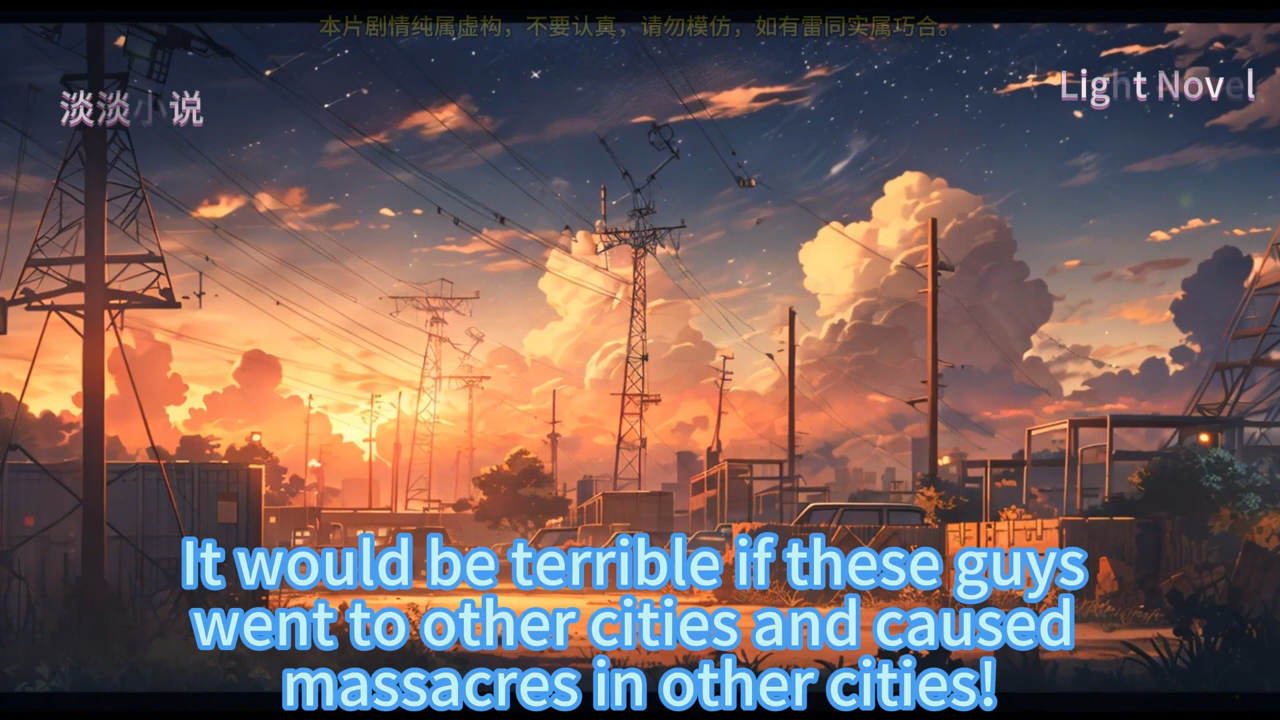 本片剧情纯属虚构，不要认真，请勿模仿，如有雷同实属巧合。
淡淡小说
Light Novel
It would be terrible if these guys
went to other cities and caused
massacres in other cities!